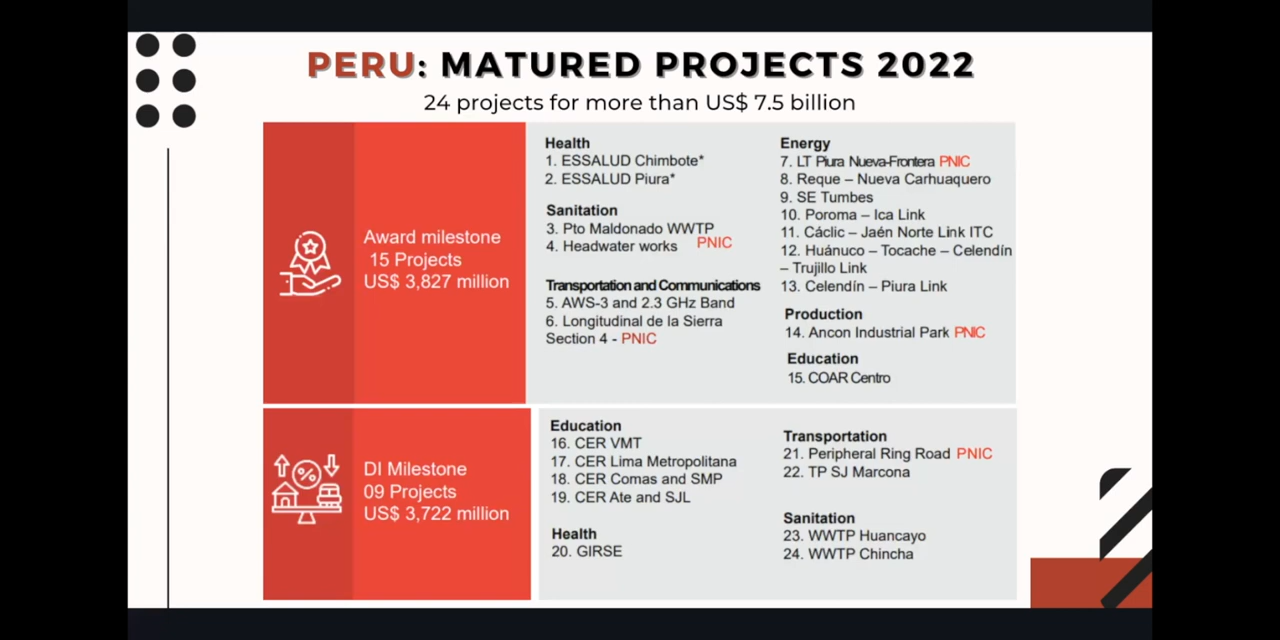 PERU: MATURED PROJECTS 2022
24 projects for more than US$ 7.5 billion
Award milestone
15 Projects
US$ 3,827 million
Health
1. ESSALUD Chimbote*
2. ESSALUD Piura*
Sanitation
3. Pto Maldonado WWTP
4. Headwater works PNIC
Transportation and Communications
5. AWS-3 and 2.3 GHz Band
6. Longitudinal de la Sierra
Section 4 - PNIC
Energy
7. LT Piura Nueva-Frontera PNIC
8. Reque – Nueva Carhuaquero
9. SE Tumbes
10. Poroma – Ica Link
11. Cáclic – Jaén Norte Link ITC
12. Huánuco – Tocache – Celendín
– Trujillo Link
13. Celendín – Piura Link
Production
14. Ancon Industrial Park PNIC
Education
15. COAR Centro
DI Milestone
09 Projects
US$ 3,722 million
Education
16. CER VMT
17. CER Lima Metropolitana
18. CER Comas and SMP
19. CER Ate and SJL
Health
20. GIRSE
Transportation
21. Peripheral Ring Road PNIC
22. TP SJ Marcona
Sanitation
23. WWTP Huancayo
24. WWTP Chincha